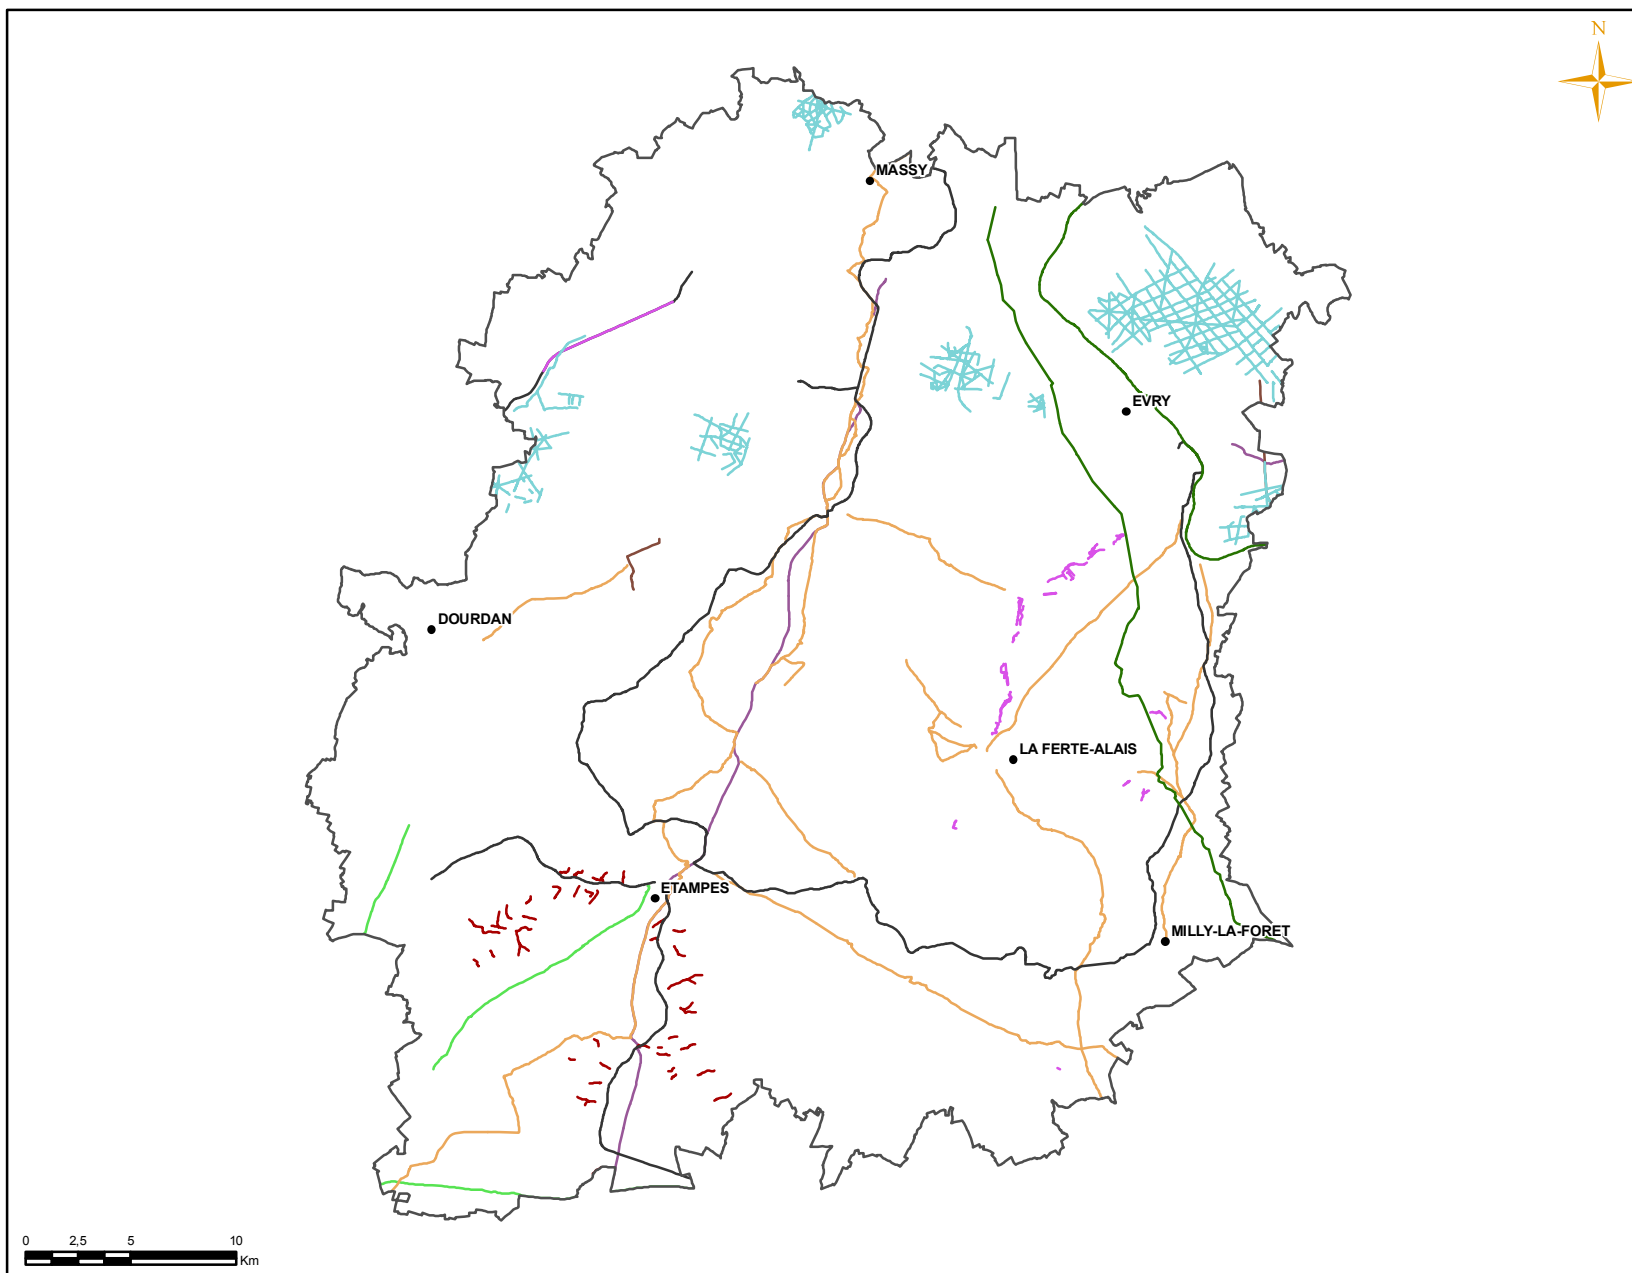 N
MASSY
EVRY
DOURDAN
LA FERTE-ALAIS
ETAMPES
MILLY-LA-FORET
0 2,5 5 10
Km